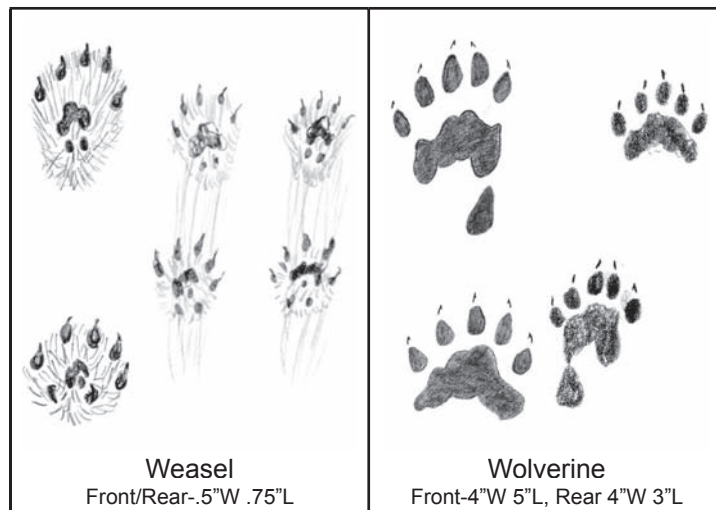 Weasel
Front/Rear-.5”W .75”L
Wolverine
Front-4”W 5”L, Rear 4”W 3”L